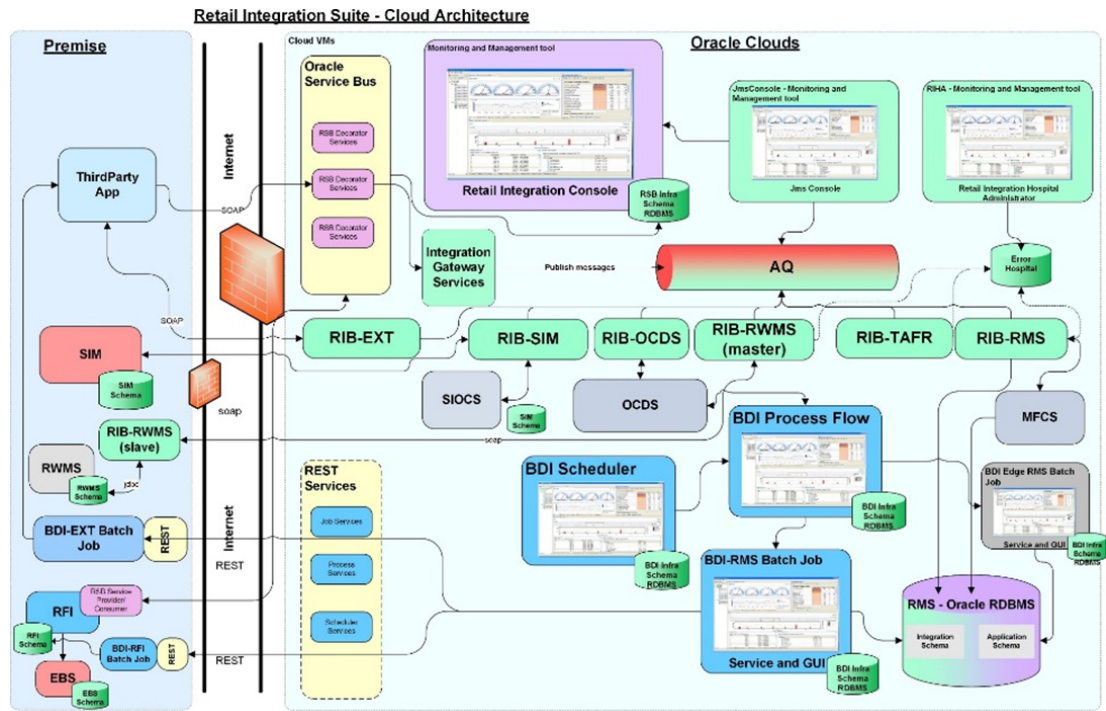 Retail Integration Suite - Cloud Architecture
Premise
Internet
Cloud VMs
Oracle Clouds
Oracle
Service Bus
RSB Decorator
Services
RSB Decorator
Services
RSB Decorator
Services
Monitoring and Management tool
Retail Integration Console
RSB Infra
Schema
RDBMS
JmsConsole - Monitoring and
Management tool
Jms Console
RIHA - Monitoring and Management tool
Retail Integration Hospital
Administrator
ThirdParty
App
SOAP
Integration
Gateway
Services
Publish messages
AQ
Error
Hospital
SOAP
RIB-EXT
RIB-SIM
RIB-OCDS
RIB-RWMS
(master)
RIB-TAFR
RIB-RMS
SIM
SIM
Schema
soap
SIOCS
SIM
Schema
OCDS
MFCS
RIB-RWMS
(slave)
soap
RWMS
RWMS
Schema
jdbc
BDI Process Flow
BDI Infra
Schema
RDBMS
BDI Scheduler
BDI Infra
Schema
RDBMS
BDI Edge RMS Batch
Job
Service and GUI
BDI Infra
Schema
RDBMS
REST
Services
Job Services
Process
Services
Scheduler
Services
BDI-EXT Batch
Job
REST
Internet
REST
BDI-RMS Batch Job
Service and GUI
BDI Infra
Schema
RDBMS
RMS - Oracle RDBMS
Integration
Schema
Application
Schema
RSB Service
Provider/
Consumer
RFI
RFI
Schema
BDI-RFI
Batch Job
REST
REST
EBS
EBS
Schema